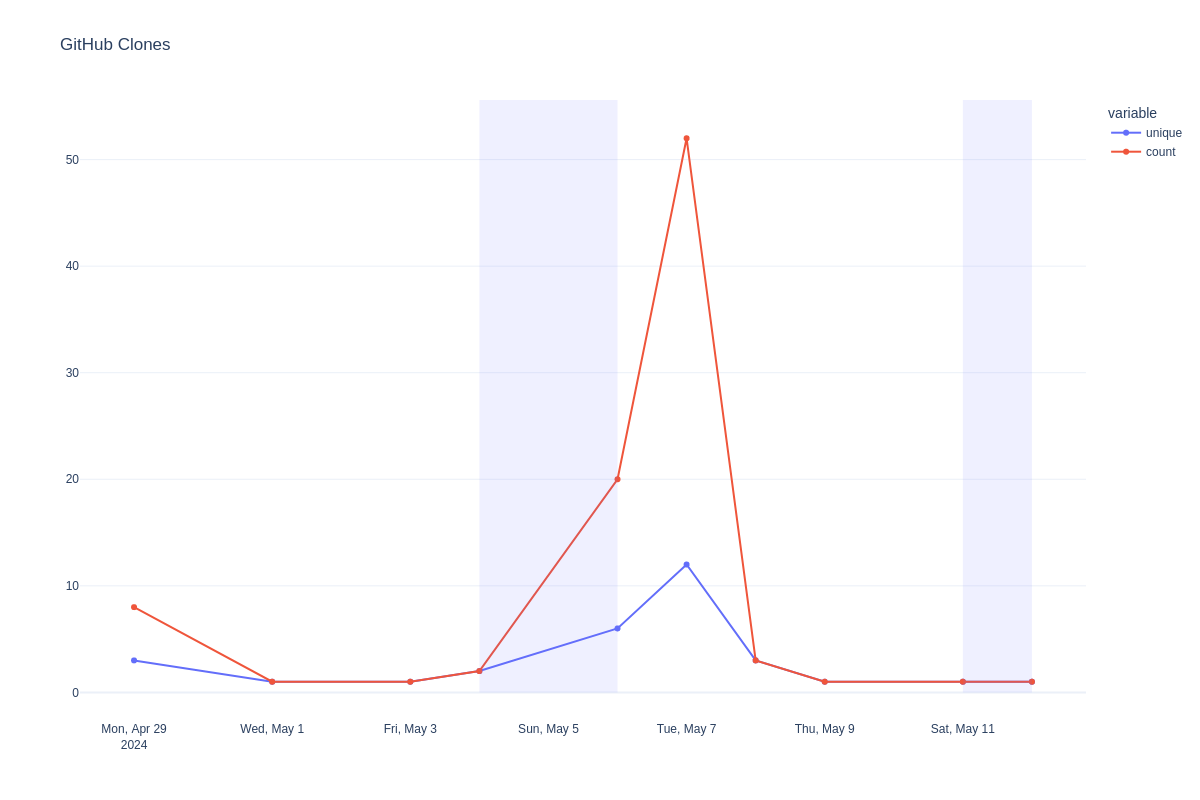 GitHub Clones
variable
unique
count
50
40
30
20
10
0
Mon, Apr 29
2024
Wed, May 1
Fri, May 3
Sun, May 5
Tue, May 7
Thu, May 9
Sat, May 11